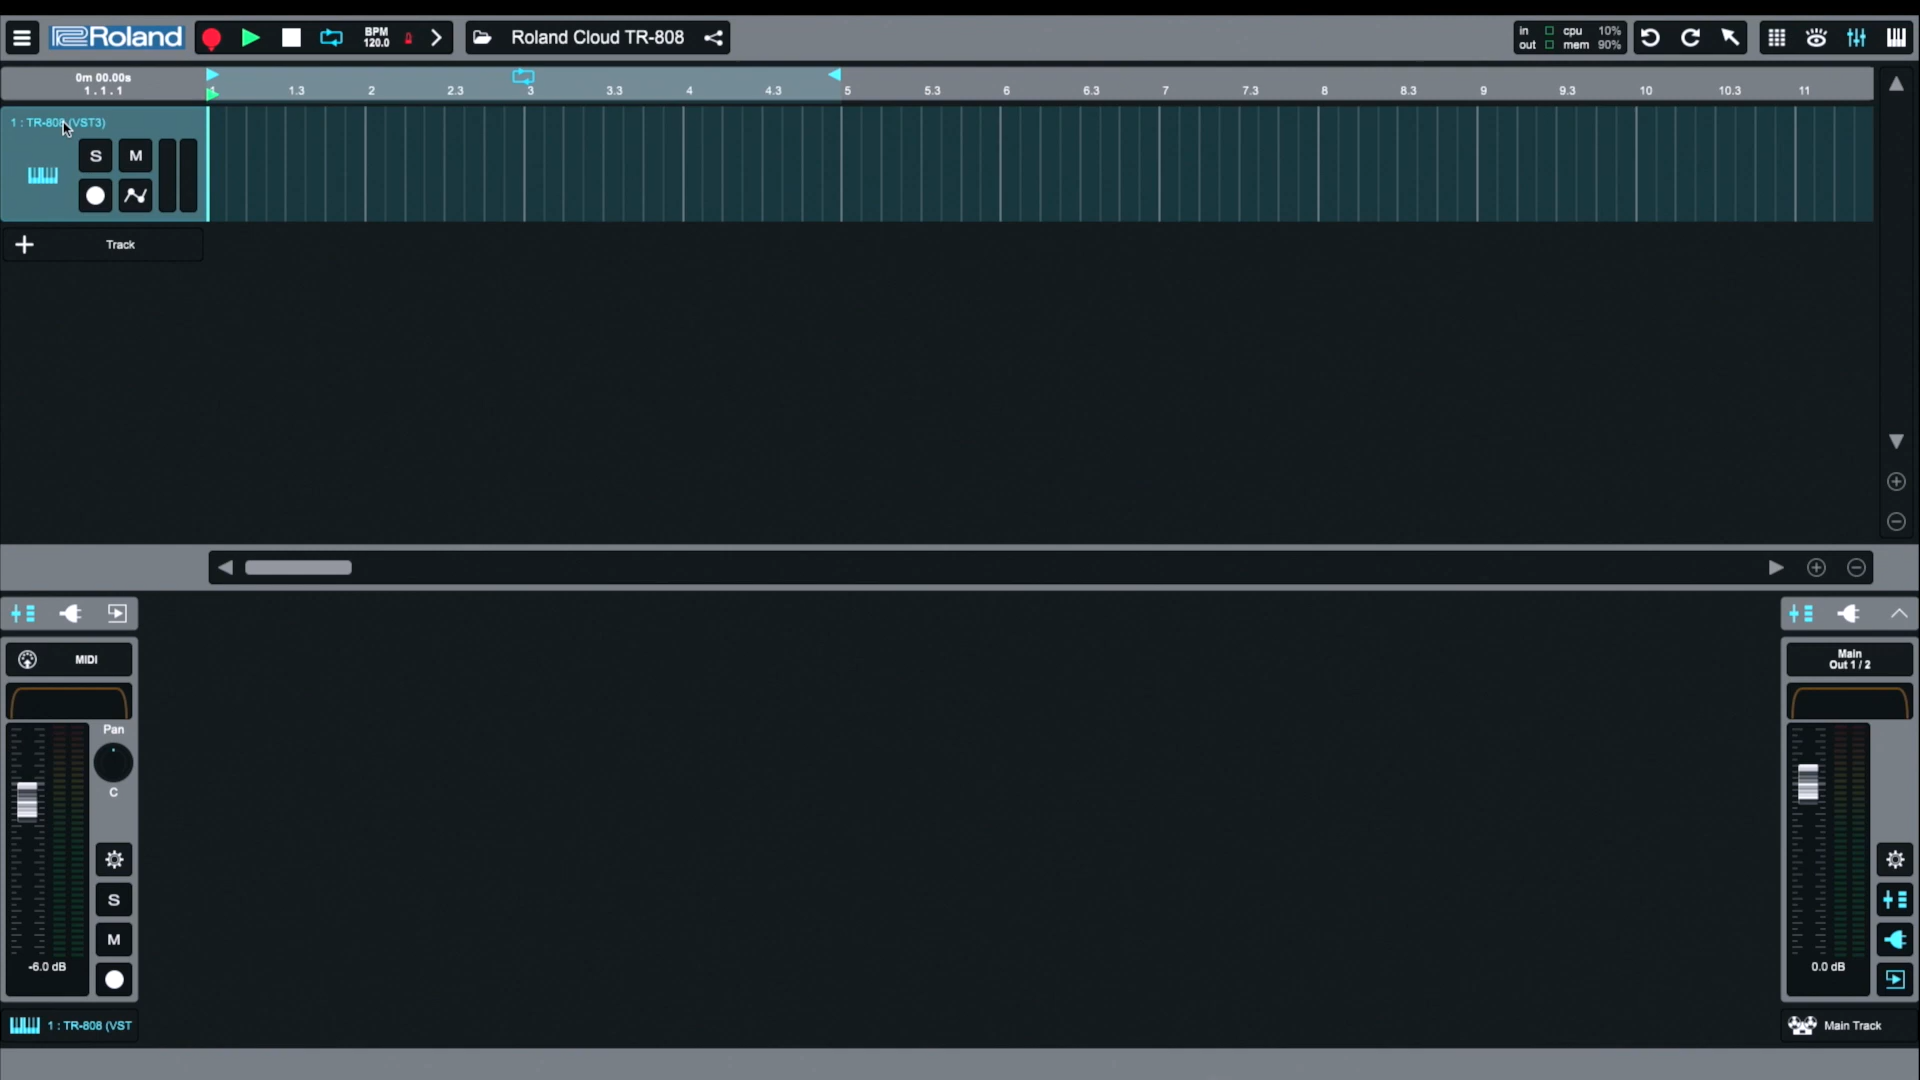 Roland
BPM
120.0
Roland Cloud TR-808
in
out
cpu 10%
mem 90%
0m 00.00s
1.1.1
1 1.3 2 2.3 3 3.3 4 4.3 5 5.3 6 6.3 7 7.3 8 8.3 9 9.3 10 10.3 11
1 : TR-808 (VST3)
S M
Track
MIDI
Pan
C
S
M
-6.0 dB
1 : TR-808 (VST
Main
Out 1 / 2
0.0 dB
Main Track